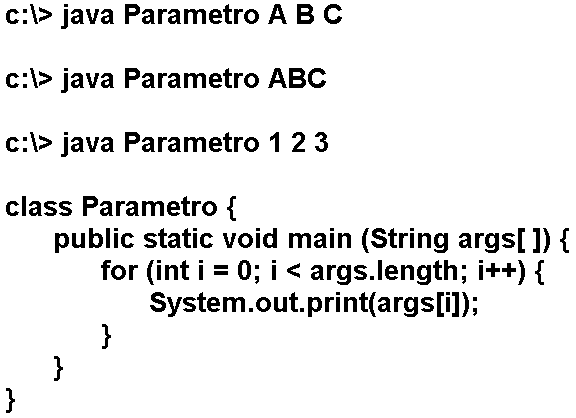 c:\> java Parametro A B C
c:\> java Parametro ABC
c:\> java Parametro 1 2 3
class Parametro {
public static void main (String args[ ]) {
for (int i = 0; i < args.length; i++) {
System.out.print(args[i]);
}
}
}